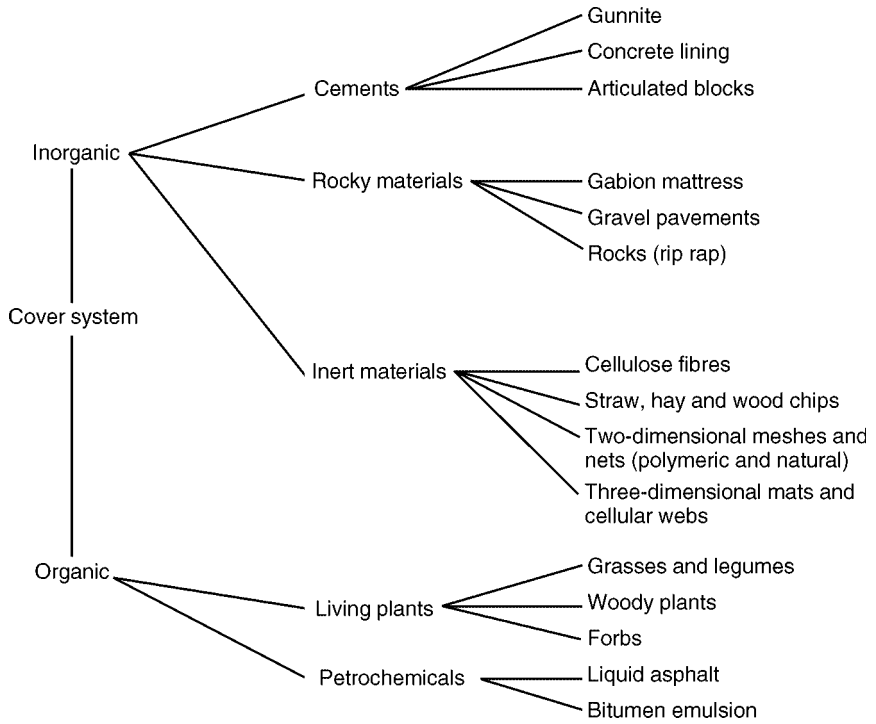 Gunnite
Concrete lining
Cements
Articulated blocks
Inorganic
Rocky materials
Gabion mattress
Gravel pavements
Rocks (rip rap)
Cover system
Inert materials
Cellulose fibres
Straw, hay and wood chips
Two-dimensional meshes and
nets (polymeric and natural)
Three-dimensional mats and
cellular webs
Organic
Grasses and legumes
Living plants
Woody plants
Forbs
Petrochemicals
Liquid asphalt
Bitumen emulsion